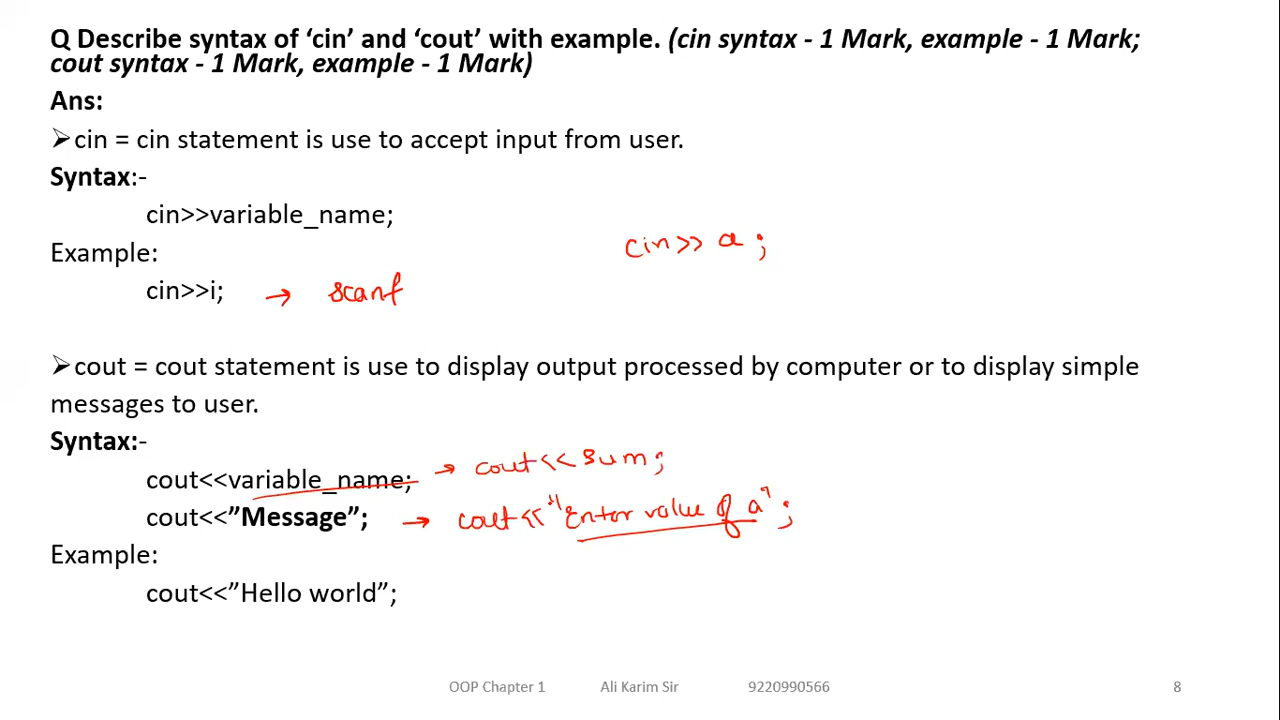 Q Describe syntax of ‘cin’ and ‘cout’ with example. (cin syntax - 1 Mark, example - 1 Mark;
cout syntax - 1 Mark, example - 1 Mark)
Ans:
➢cin = cin statement is use to accept input from user.
Syntax:-
cin>>variable_name;
cin>> a ;
Example:
cin>>i; → scanf
➢cout = cout statement is use to display output processed by computer or to display simple
messages to user.
Syntax:-
cout<<variable_name; → cout<<sum;
cout<<”Message”; → cout<<"Enter value of a";
Example:
cout<<”Hello world”;
OOP Chapter 1 Ali Karim Sir 9220990566 8